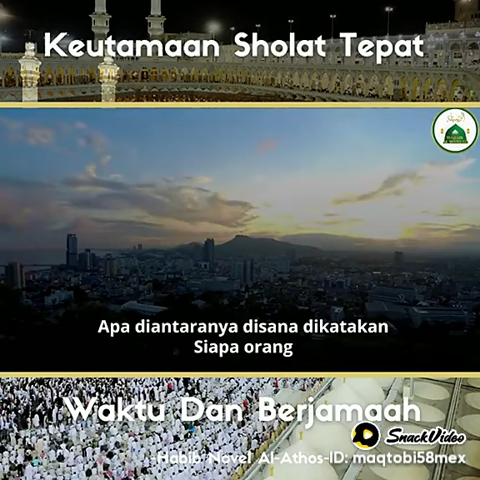 Keutamaan Sholat Tepat
Apa diantaranya disana dikatakan
Siapa orang
Waktu Dan Berjamaah
SnackVideo
Habib Novel Al-Athos-ID: maqtobi58mex